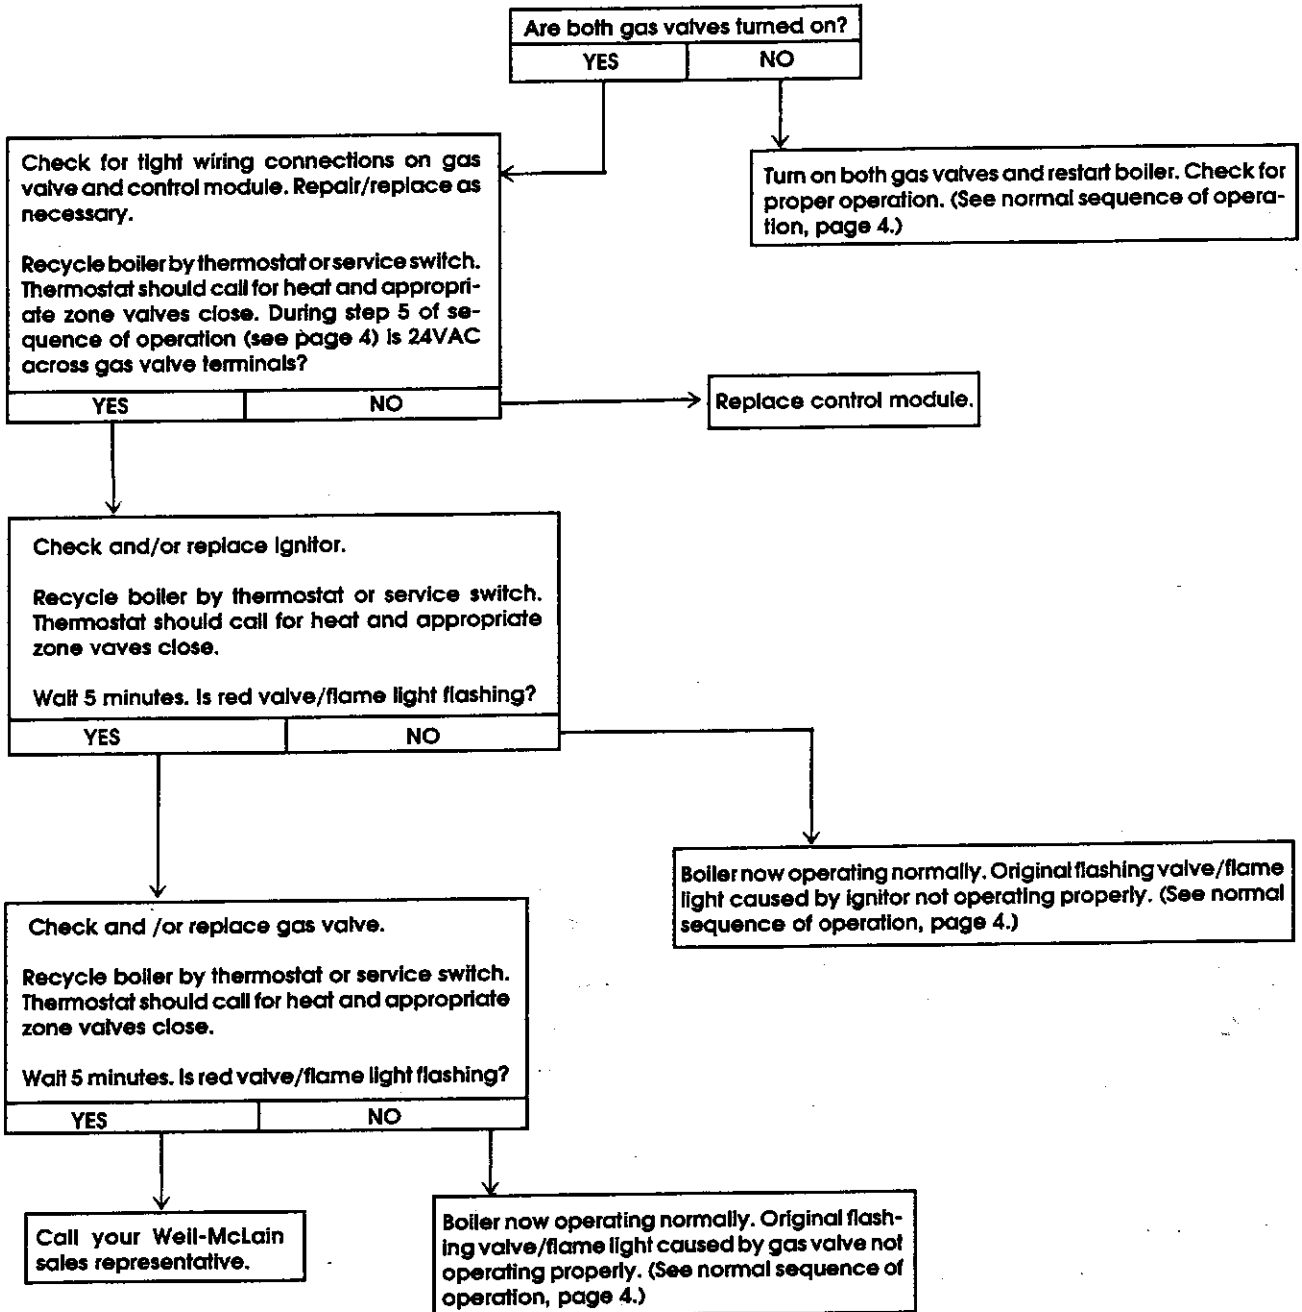 Are both gas valves turned on?
YES NO
Check for tight wiring connections on gas
valve and control module. Repair/replace as
necessary.
Recycle boiler by thermostat or service switch.
Thermostat should call for heat and appropri-
ate zone valves close. During step 5 of se-
quence of operation (see page 4) is 24VAC
across gas valve terminals?
YES NO
Turn on both gas valves and restart boiler. Check for
proper operation. (See normal sequence of opera-
tion, page 4.)
Replace control module.
Check and/or replace ignitor.
Recycle boiler by thermostat or service switch.
Thermostat should call for heat and appropriate
zone vaves close.
Wait 5 minutes. Is red valve/flame light flashing?
YES NO
Boiler now operating normally. Original flashing valve/flame
light caused by ignitor not operating properly. (See normal
sequence of operation, page 4.)
Check and /or replace gas valve.
Recycle boiler by thermostat or service switch.
Thermostat should call for heat and appropriate
zone valves close.
Wait 5 minutes. Is red valve/flame light flashing?
YES NO
Call your Weil-McLain
sales representative.
Boiler now operating normally. Original flash-
ing valve/flame light caused by gas valve not
operating properly. (See normal sequence of
operation, page 4.)